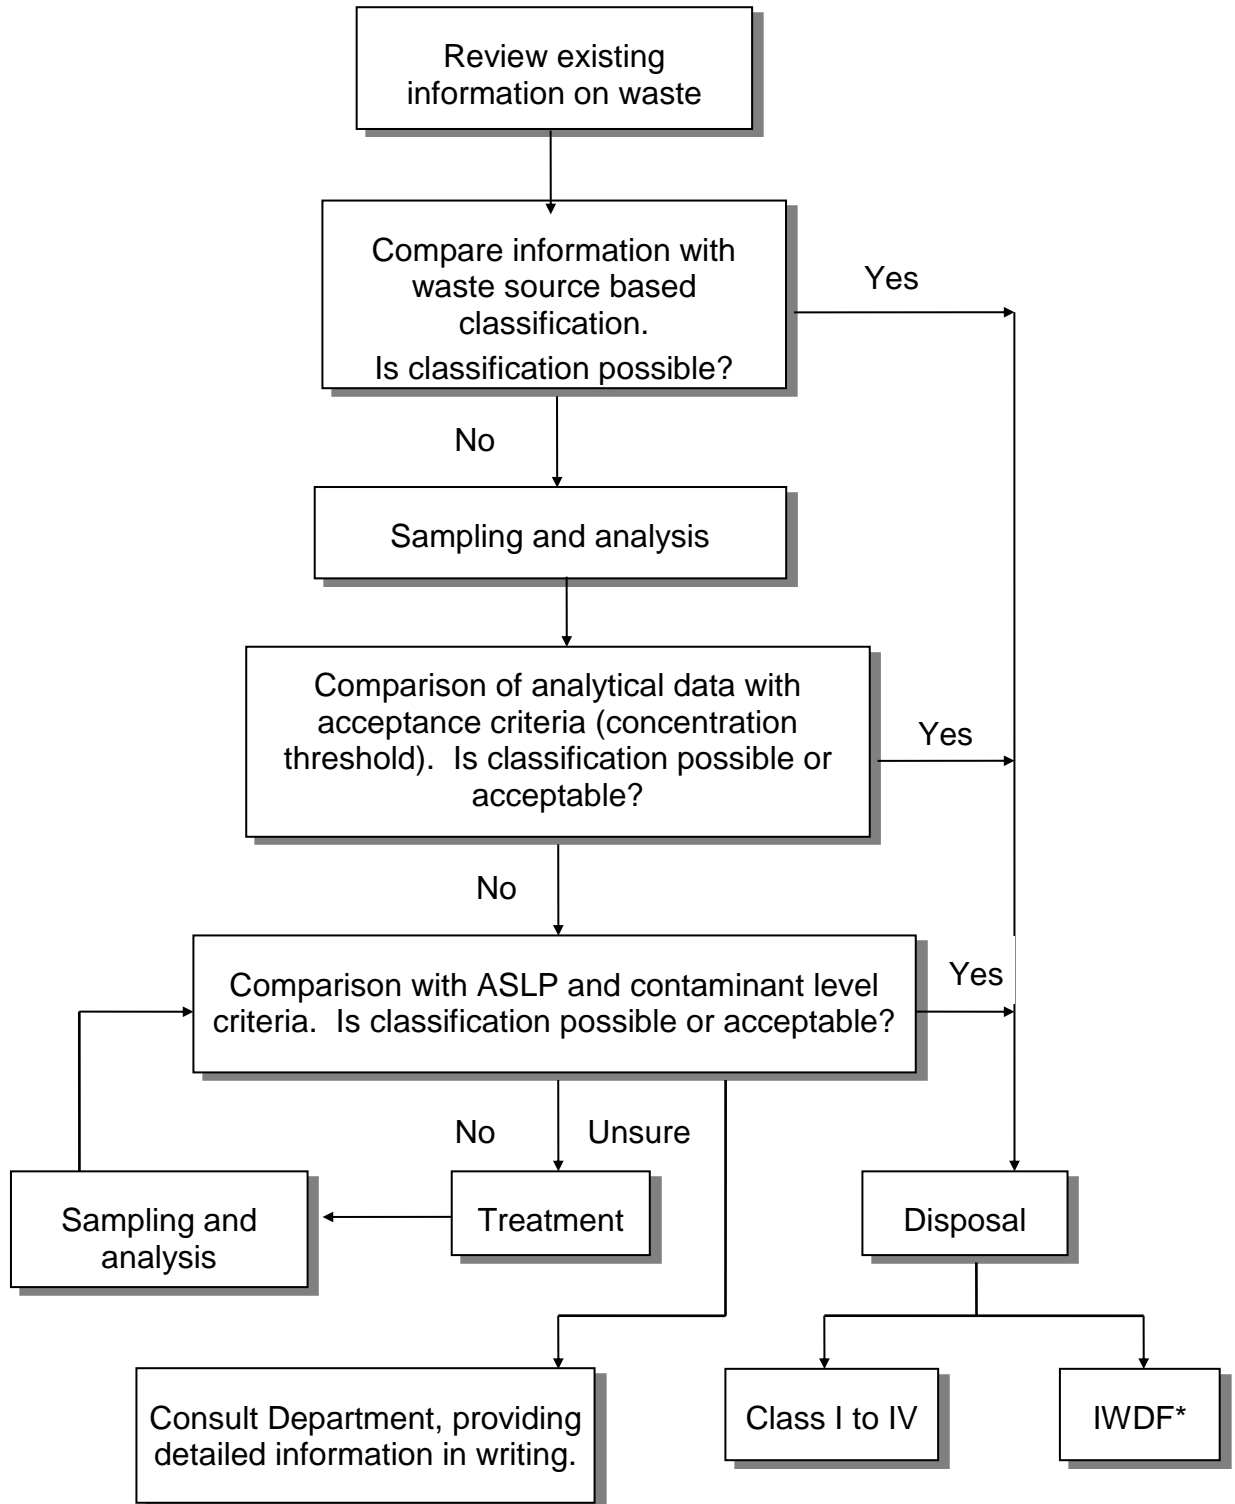 Review existing
information on waste
Compare information with
waste source based
classification.
Is classification possible?
Yes
No
Sampling and analysis
Comparison of analytical data with
acceptance criteria (concentration
threshold).  Is classification possible or
acceptable?
Yes
No
Comparison with ASLP and contaminant level
criteria.  Is classification possible or acceptable?
Yes
No
Unsure
Sampling and
analysis
Treatment
Disposal
Consult Department, providing
detailed information in writing.
Class I to IV
IWDF*